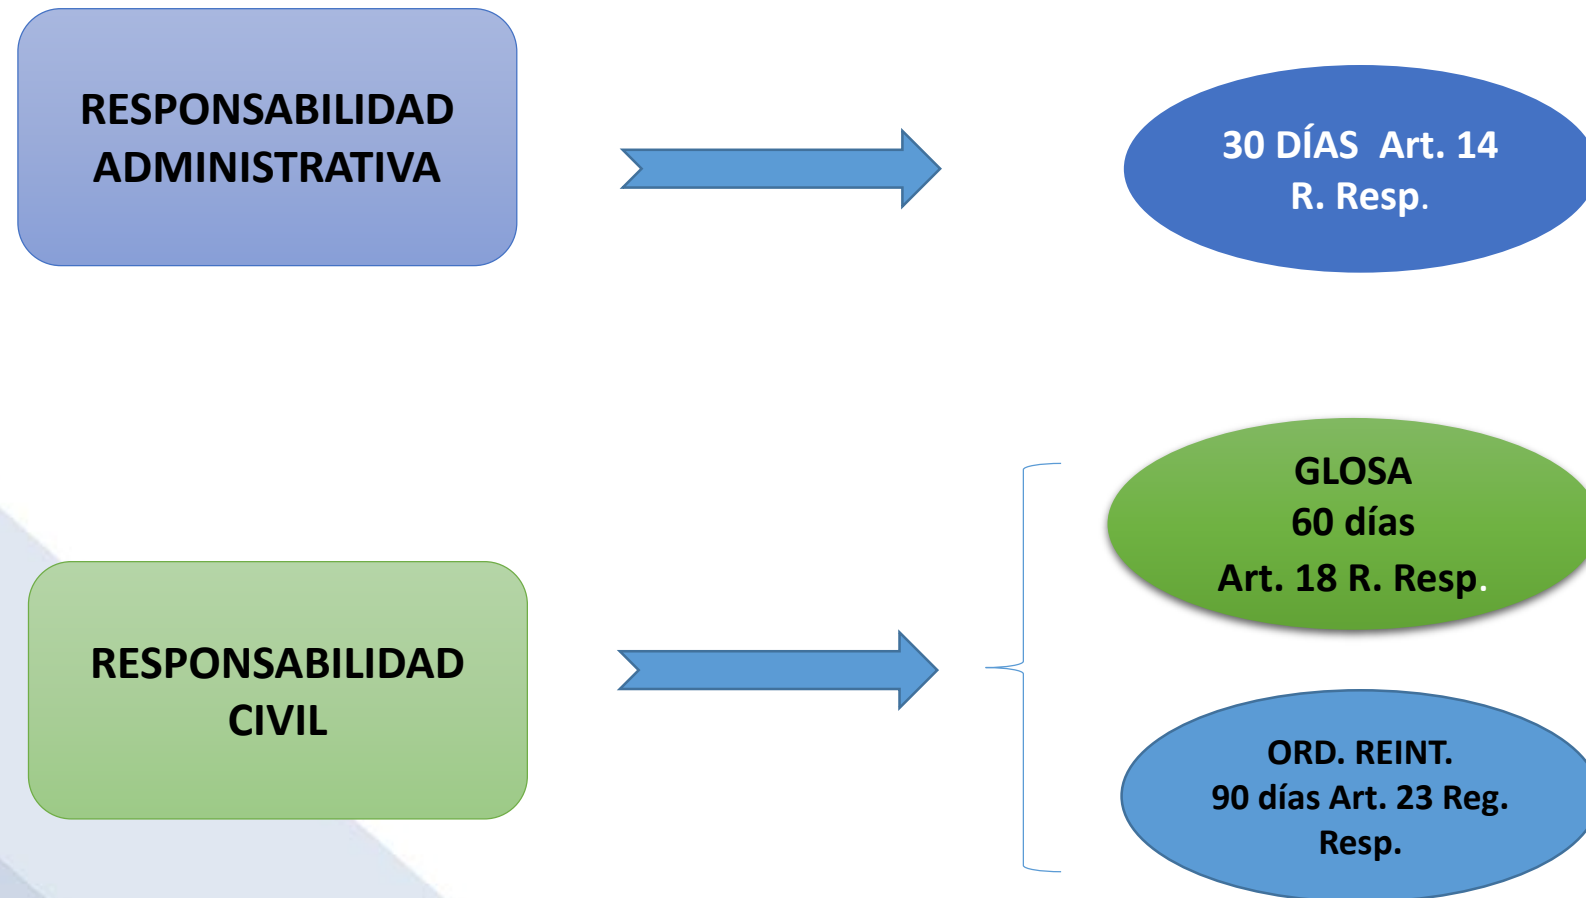 RESPONSABILIDAD
ADMINISTRATIVA
30 DÍAS  Art. 14
R. Resp.
RESPONSABILIDAD
CIVIL
GLOSA
60 días
Art. 18 R. Resp.
ORD. REINT.
90 días Art. 23 Reg.
Resp.